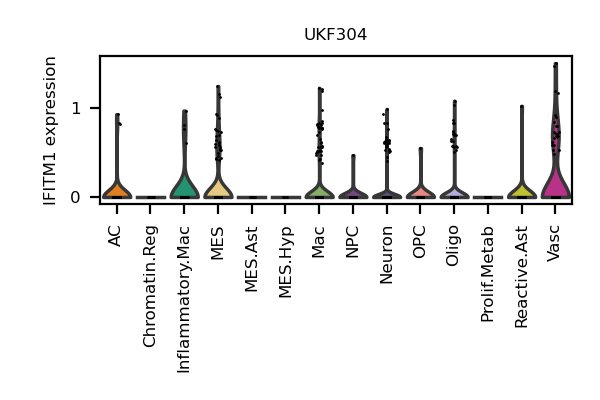 UKF304
IFITM1 expression
1
0
AC
Chromatin.Reg
Inflammatory.Mac
MES
MES.Ast
MES.Hyp
Mac
NPC
Neuron
OPC
Oligo
Prolif.Metab
Reactive.Ast
Vasc